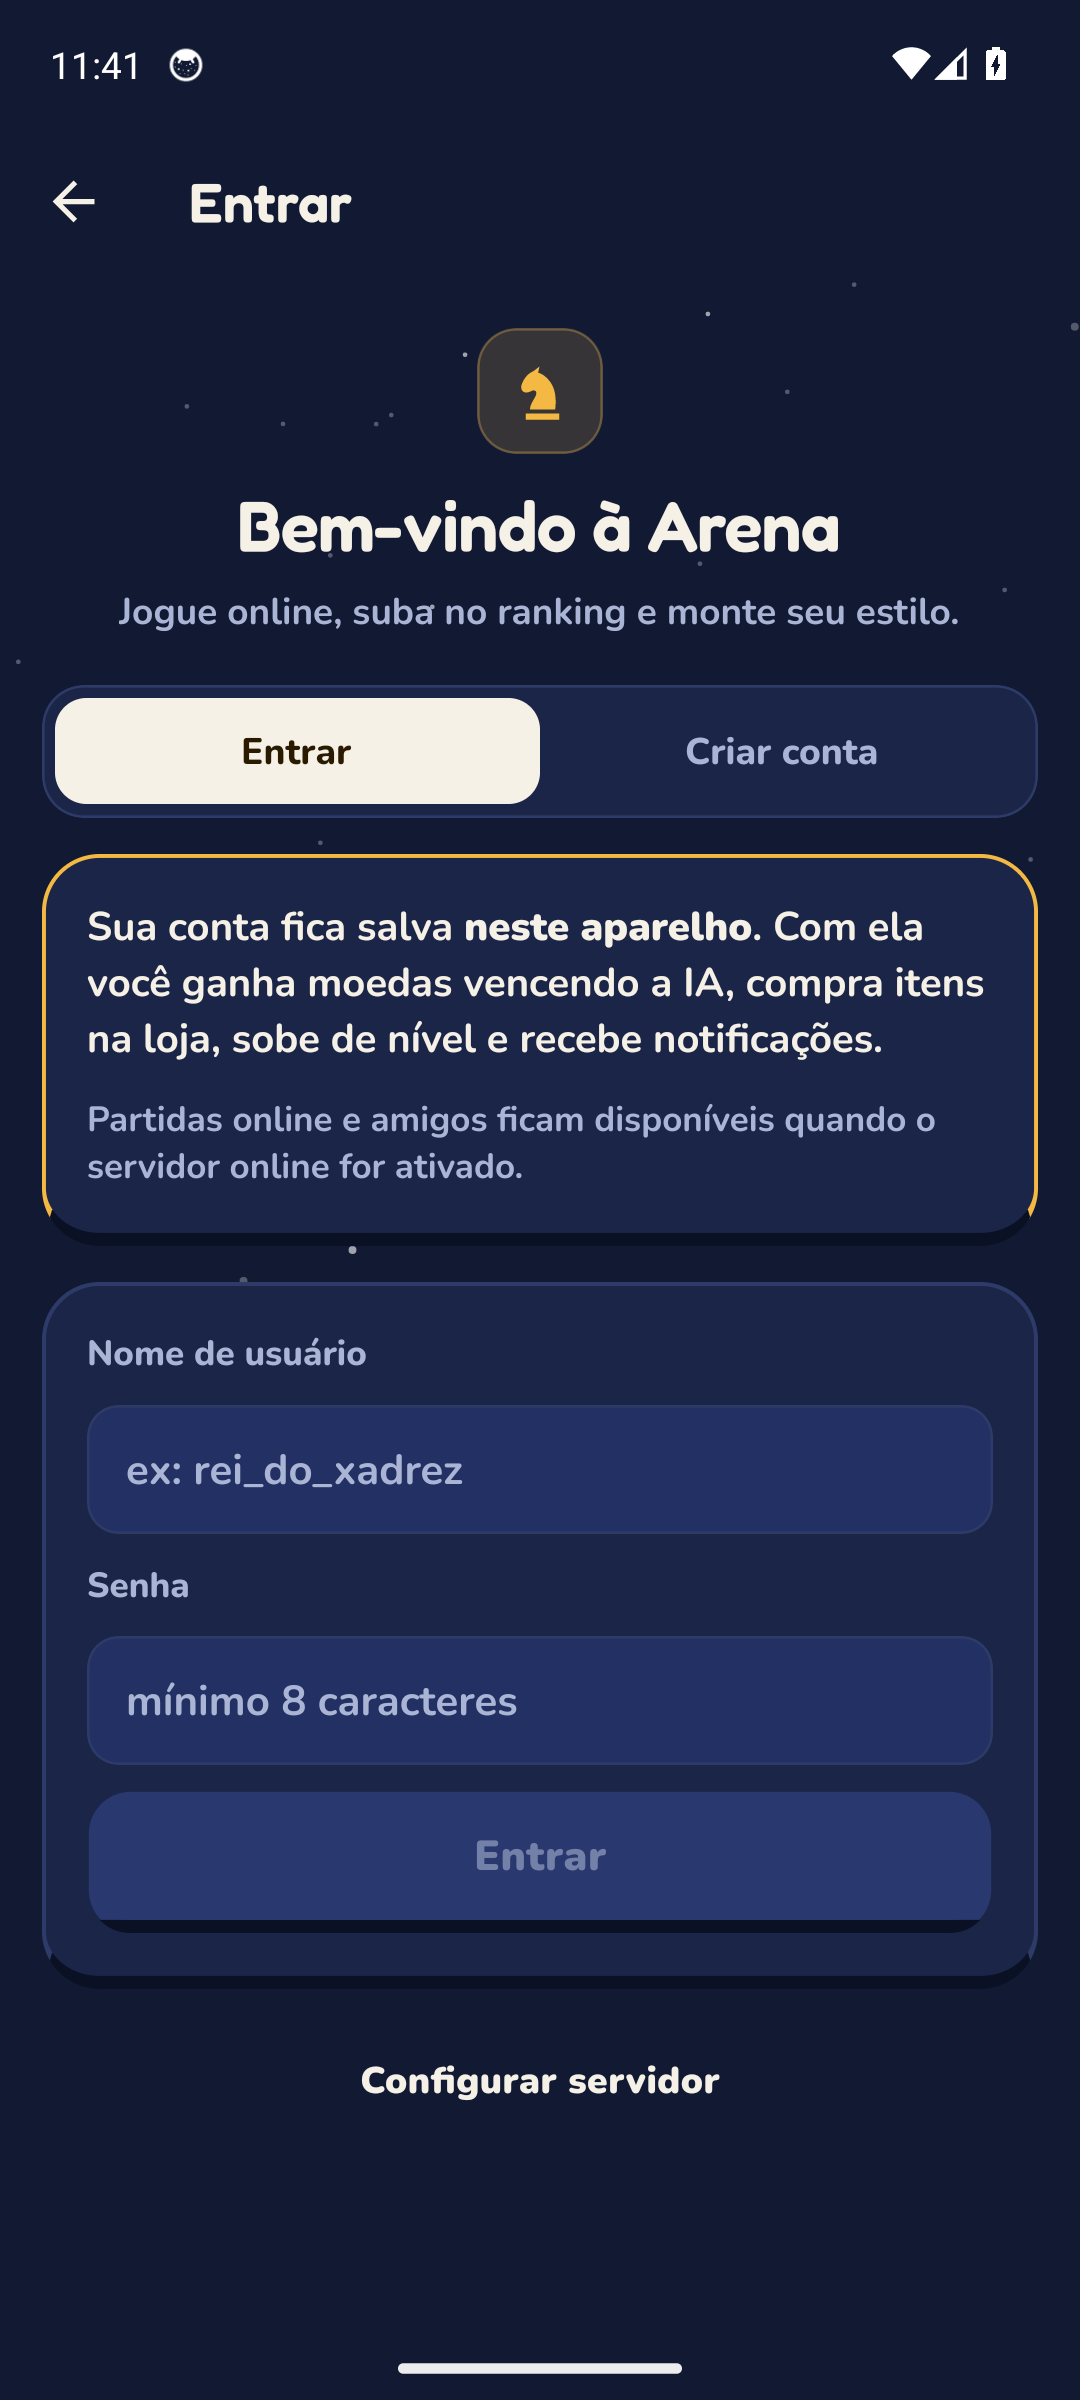 11:41
Entrar
Bem-vindo à Arena
Jogue online, suba no ranking e monte seu estilo.
Entrar
Criar conta
Sua conta fica salva neste aparelho. Com ela
você ganha moedas vencendo a IA, compra itens
na loja, sobe de nível e recebe notificações.
Partidas online e amigos ficam disponíveis quando o
servidor online for ativado.
Nome de usuário
ex: rei_do_xadrez
Senha
mínimo 8 caracteres
Entrar
Configurar servidor